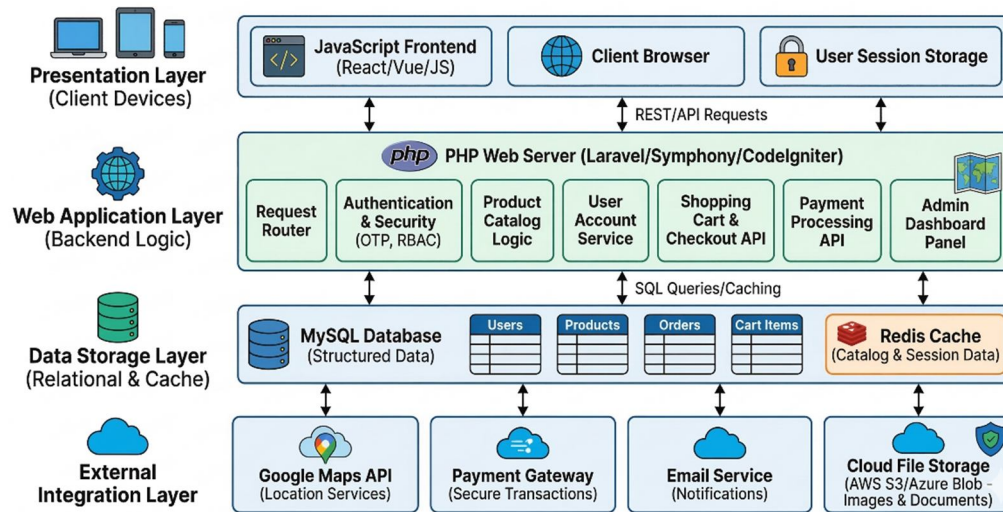 Presentation Layer
(Client Devices)
</>
JavaScript Frontend
(React/Vue/JS)
Client Browser
User Session Storage
REST/API Requests
Web Application Layer
(Backend Logic)
php
PHP Web Server (Laravel/Symphony/CodeIgniter)
Request
Router
Authentication
& Security
(OTP, RBAC)
Product
Catalog
Logic
User
Account
Service
Shopping
Cart &
Checkout API
Payment
Processing
API
Admin
Dashboard
Panel
SQL Queries/Caching
Data Storage Layer
(Relational & Cache)
MySQL Database
(Structured Data)
Users
Products
Orders
Cart Items
Redis Cache
(Catalog & Session Data)
External
Integration Layer
Google Maps API
(Location Services)
Payment Gateway
(Secure Transactions)
Email Service
(Notifications)
Cloud File Storage
(AWS S3/Azure Blob -
Images & Documents)